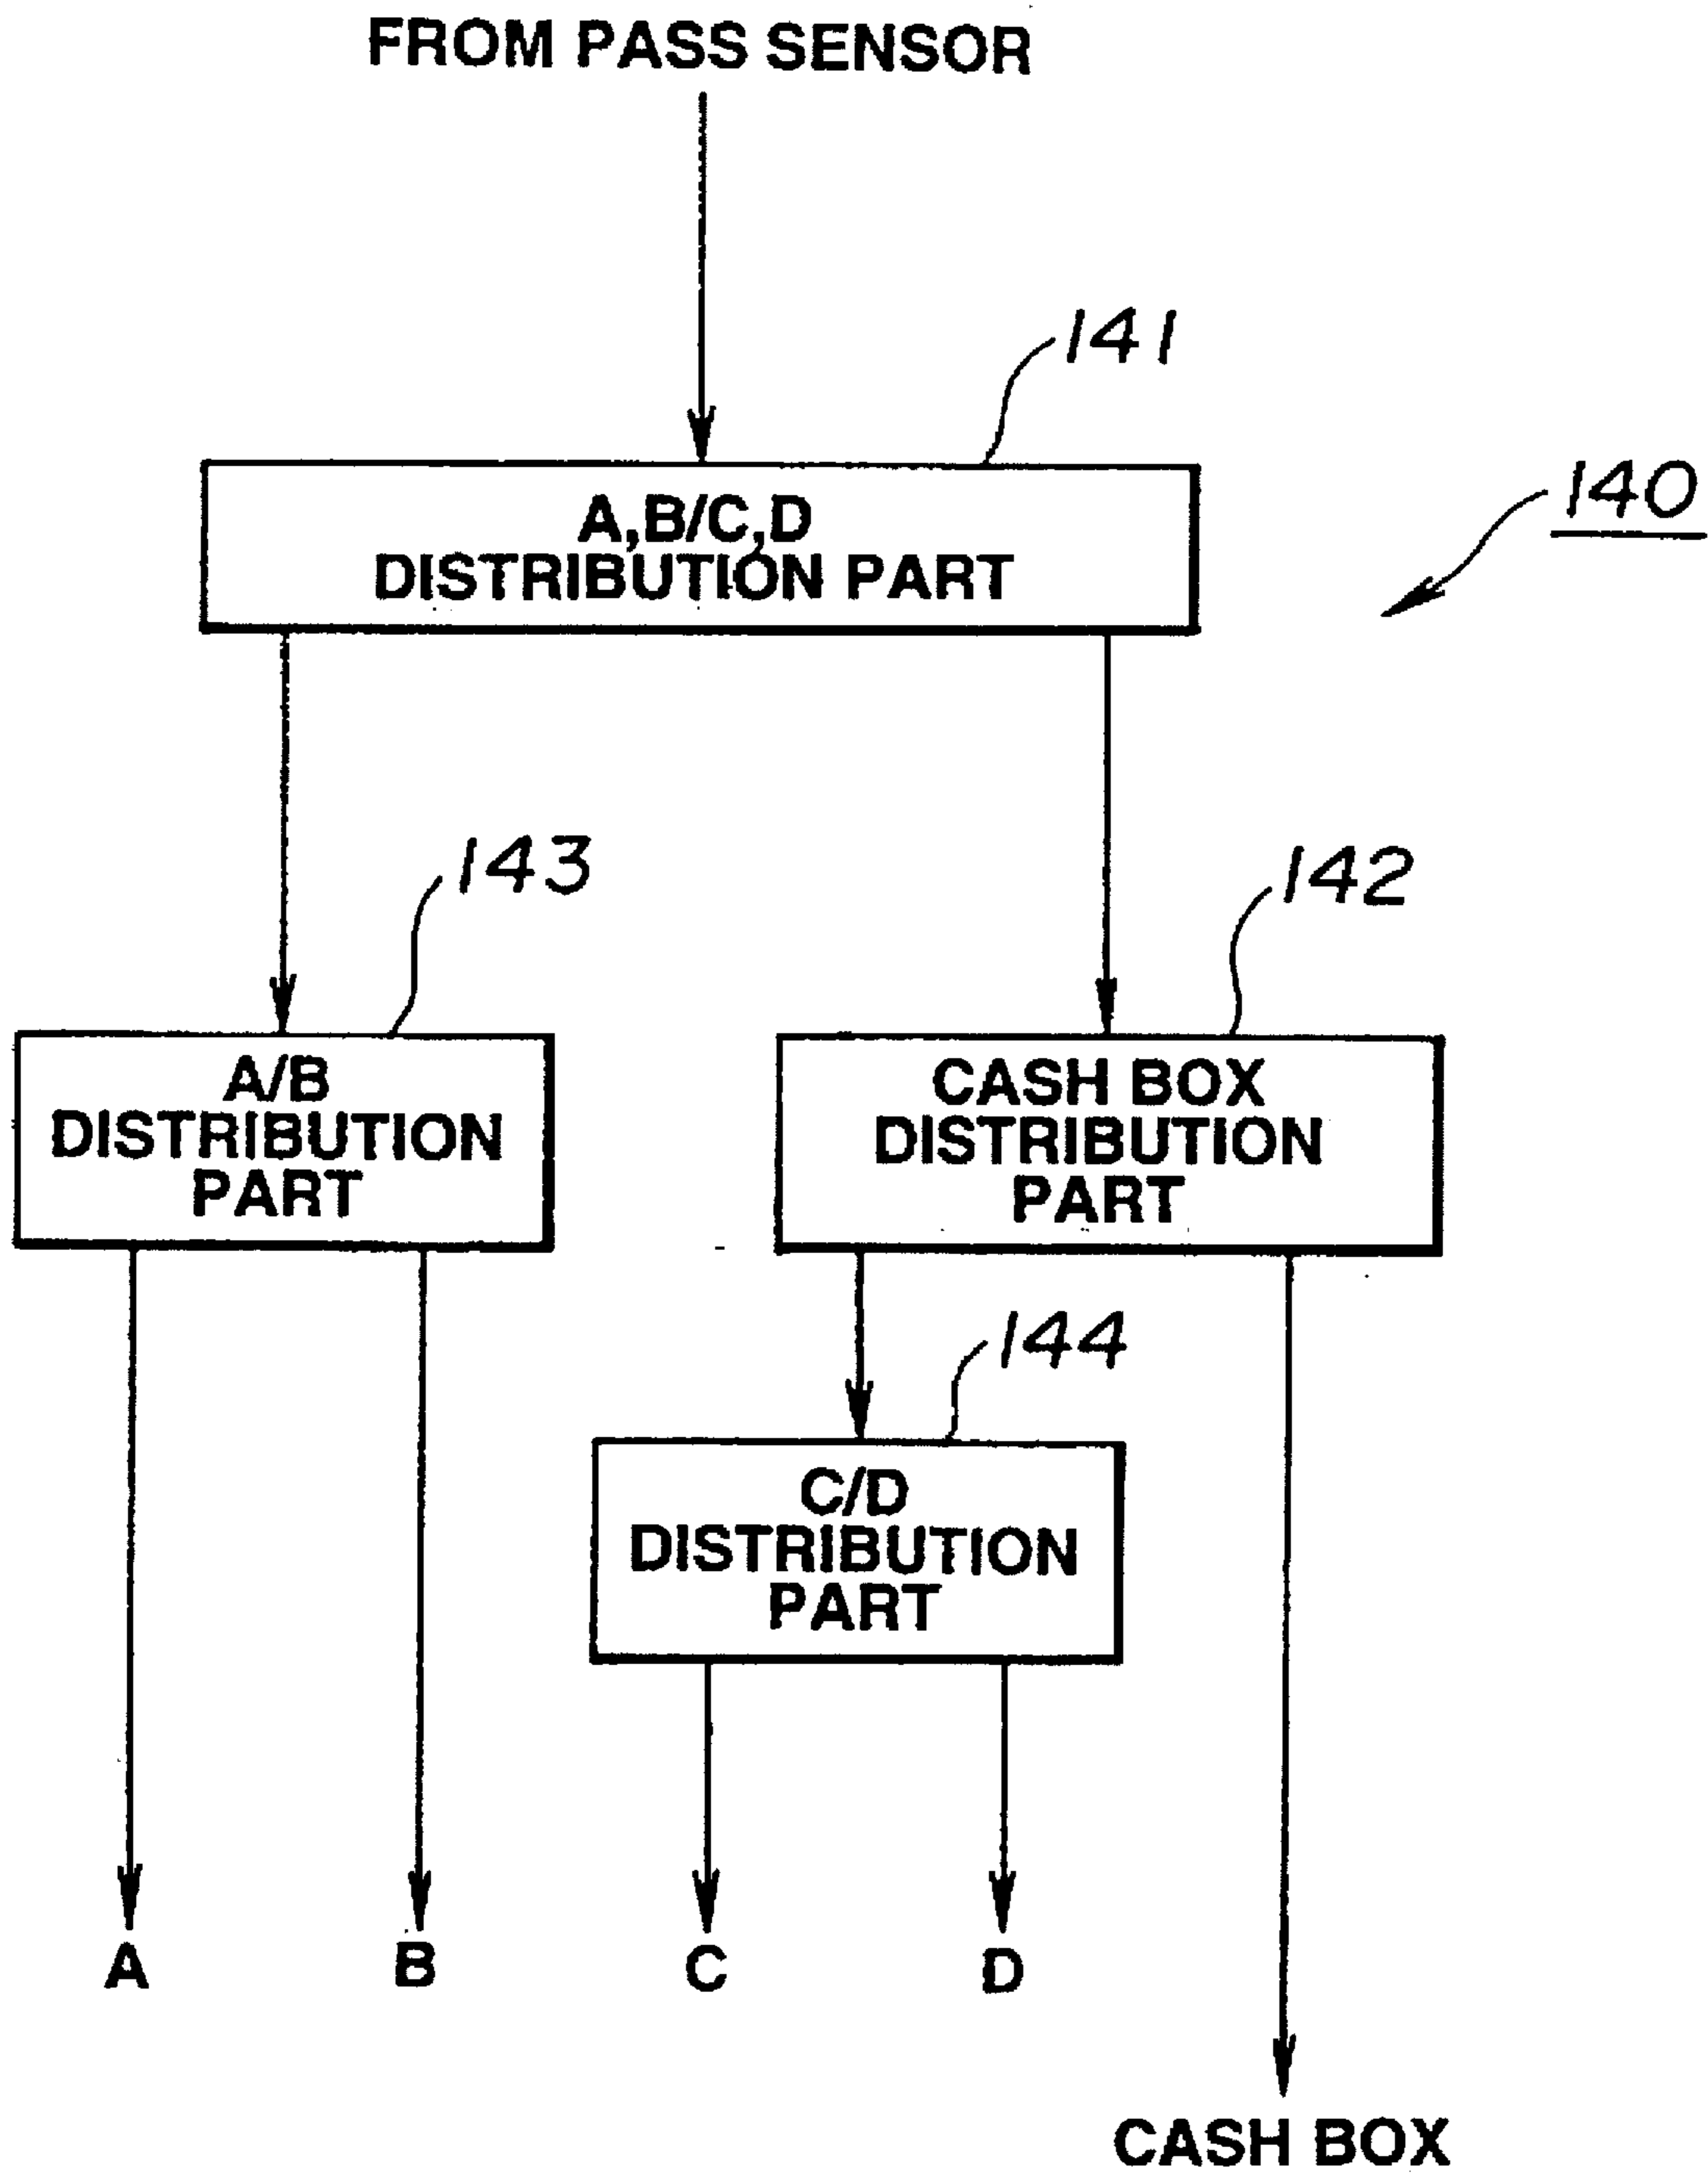 FROM PASS SENSOR
141
140
A,B/C,D
DISTRIBUTION PART
143
142
A/B
DISTRIBUTION
PART
CASH BOX
DISTRIBUTION
PART
144
C/D
DISTRIBUTION
PART
A
B
C
D
CASH BOX